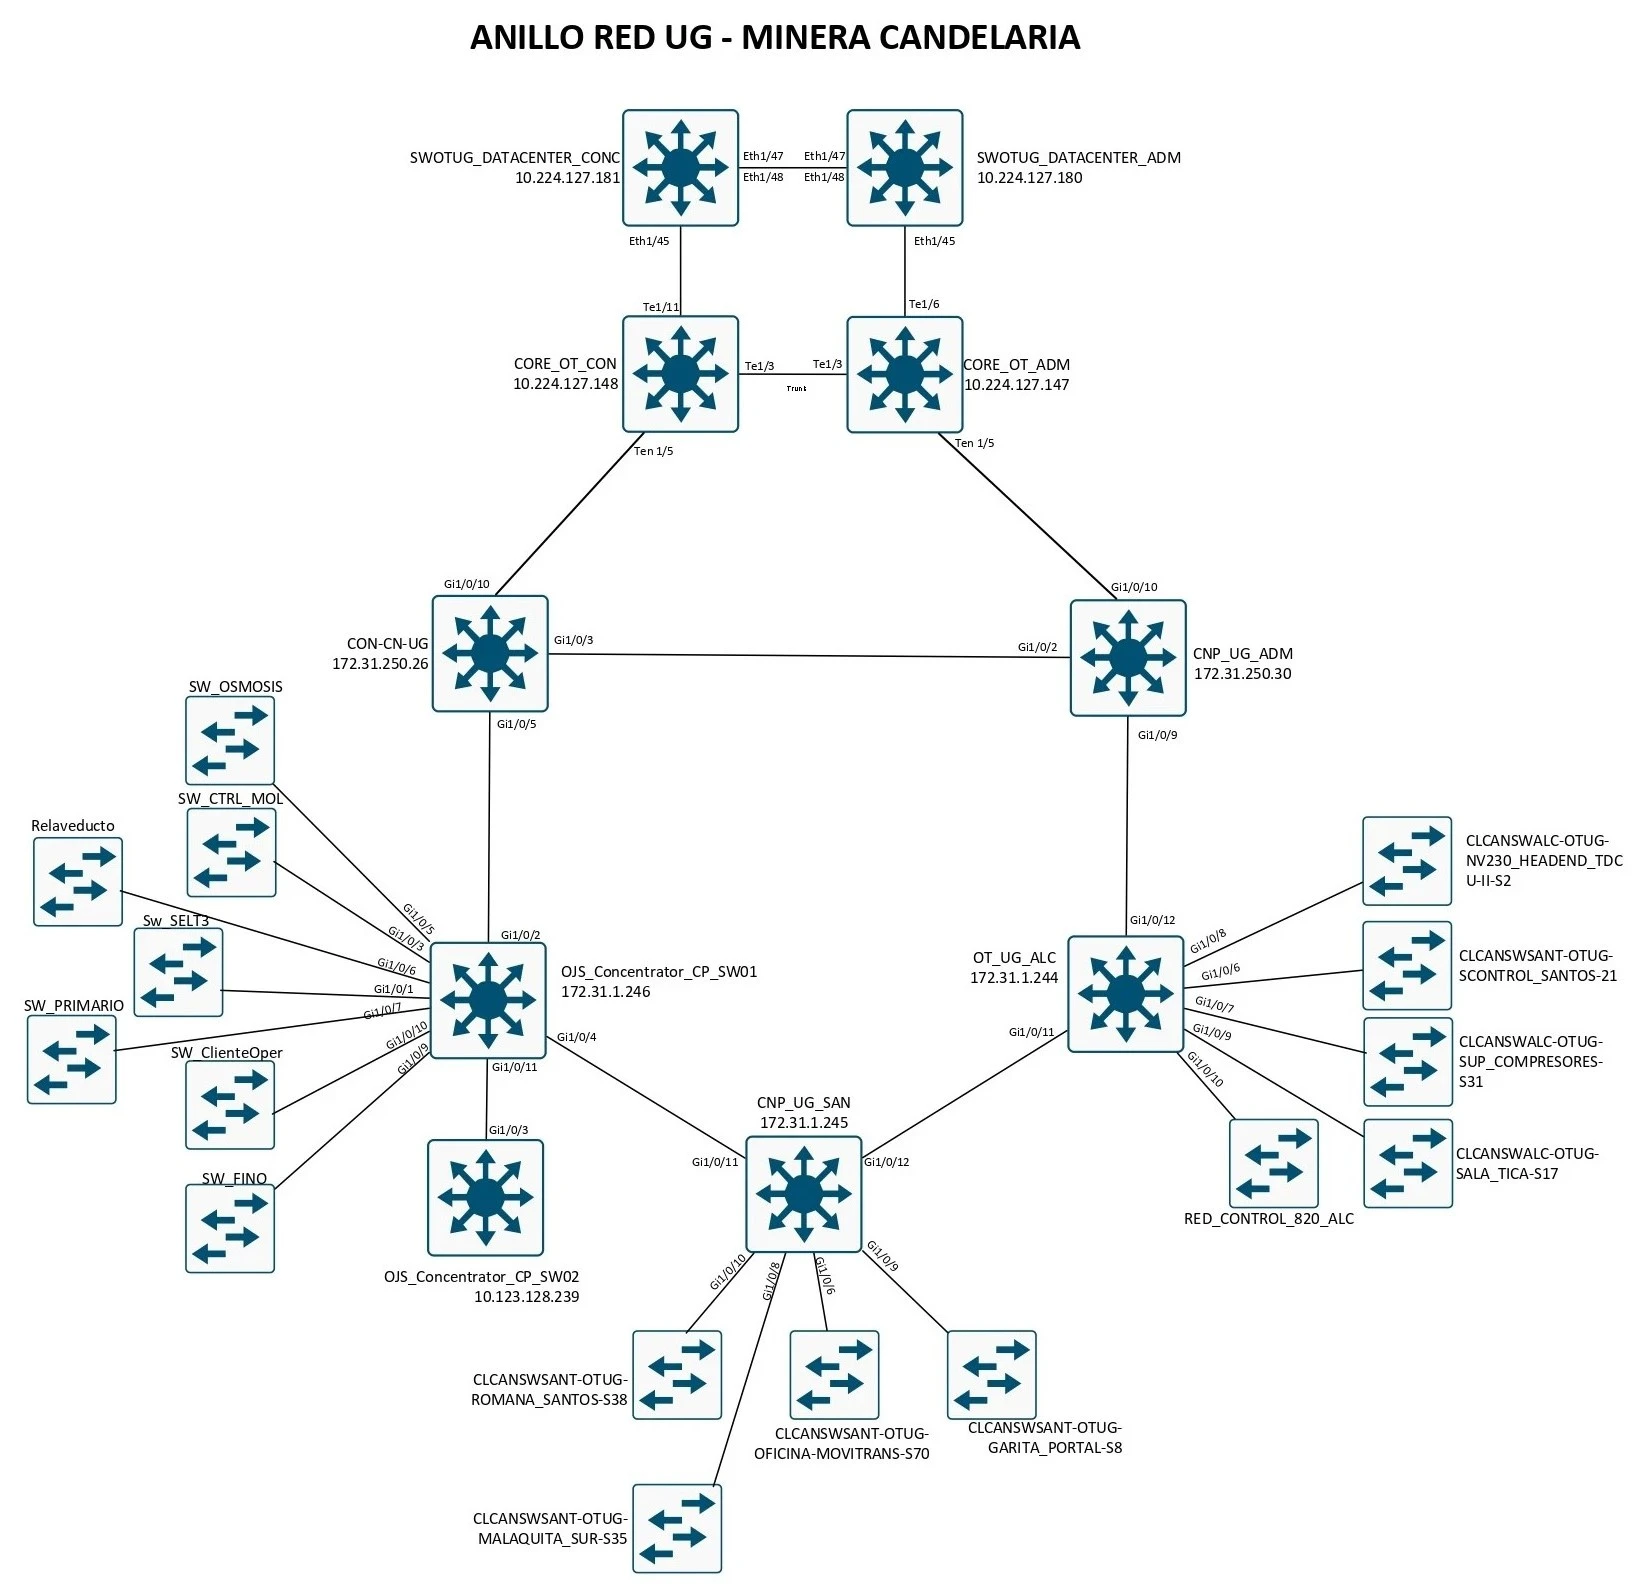 ANILLO RED UG - MINERA CANDELARIA
SWOTUG_DATACENTER_CONC
10.224.127.181
Eth1/47
Eth1/48
Eth1/47
Eth1/48
SWOTUG_DATACENTER_ADM
10.224.127.180
Eth1/45
Eth1/45
Te1/11
Te1/6
CORE_OT_CON
10.224.127.148
Te1/3
Te1/3
Trunk
CORE_OT_ADM
10.224.127.147
Ten 1/5
Ten 1/5
Gi1/0/10
Gi1/0/10
CON-CN-UG
172.31.250.26
Gi1/0/3
Gi1/0/2
CNP_UG_ADM
172.31.250.30
Gi1/0/5
Gi1/0/9
SW_OSMOSIS
SW_CTRL_MOL
Relaveducto
Sw_SELT3
SW_PRIMARIO
SW_ClienteOper
SW_FINO
Gi1/0/5
Gi1/0/3
Gi1/0/6
Gi1/0/1
Gi1/0/7
Gi1/0/10
Gi1/0/9
Gi1/0/2
OJS_Concentrator_CP_SW01
172.31.1.246
Gi1/0/4
Gi1/0/11
Gi1/0/3
OJS_Concentrator_CP_SW02
10.123.128.239
Gi1/0/12
OT_UG_ALC
172.31.1.244
Gi1/0/11
Gi1/0/8
Gi1/0/6
Gi1/0/7
Gi1/0/9
Gi1/0/10
CLCANSWALC-OTUG-
NV230_HEADEND_TDC
U-II-S2
CLCANSWSANT-OTUG-
SCONTROL_SANTOS-21
CLCANSWALC-OTUG-
SUP_COMPRESORES-
S31
CLCANSWALC-OTUG-
SALA_TICA-S17
RED_CONTROL_820_ALC
CNP_UG_SAN
172.31.1.245
Gi1/0/11
Gi1/0/12
Gi1/0/10
Gi1/0/8
Gi1/0/6
Gi1/0/9
CLCANSWSANT-OTUG-
ROMANA_SANTOS-S38
CLCANSWSANT-OTUG-
OFICINA-MOVITRANS-S70
CLCANSWSANT-OTUG-
GARITA_PORTAL-S8
CLCANSWSANT-OTUG-
MALAQUITA_SUR-S35